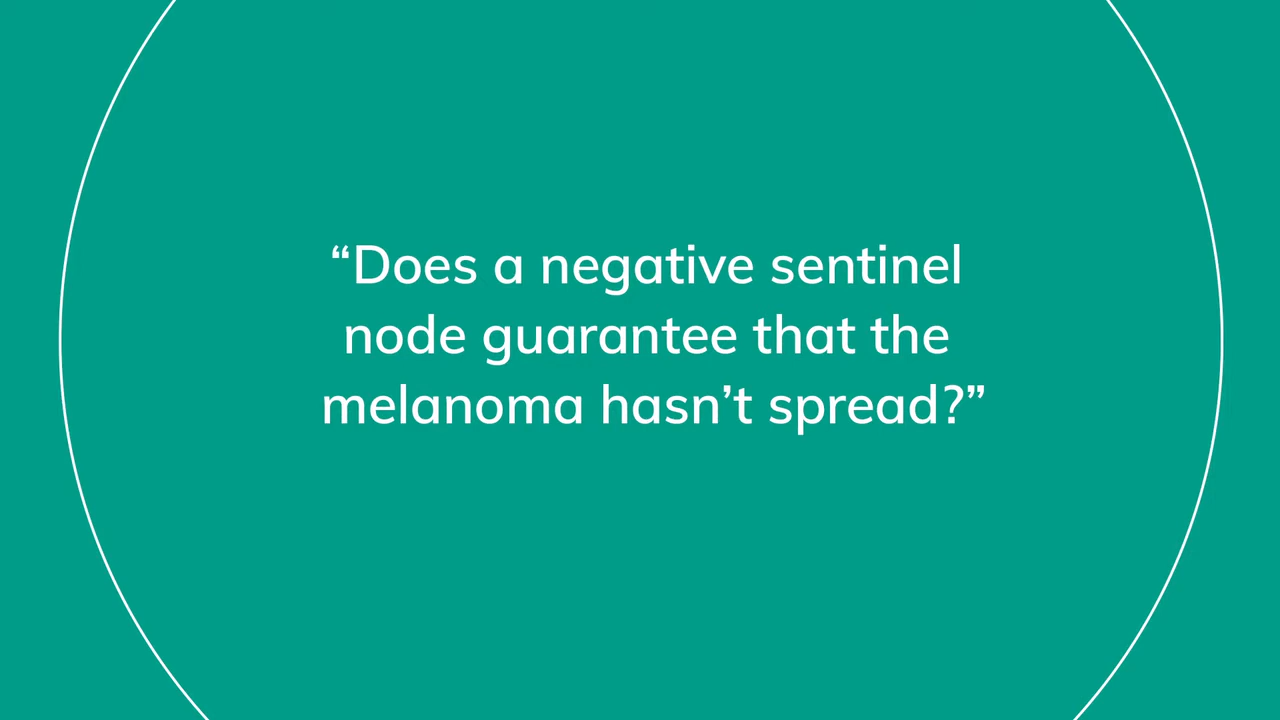 “Does a negative sentinel
node guarantee that the
melanoma hasn’t spread?”